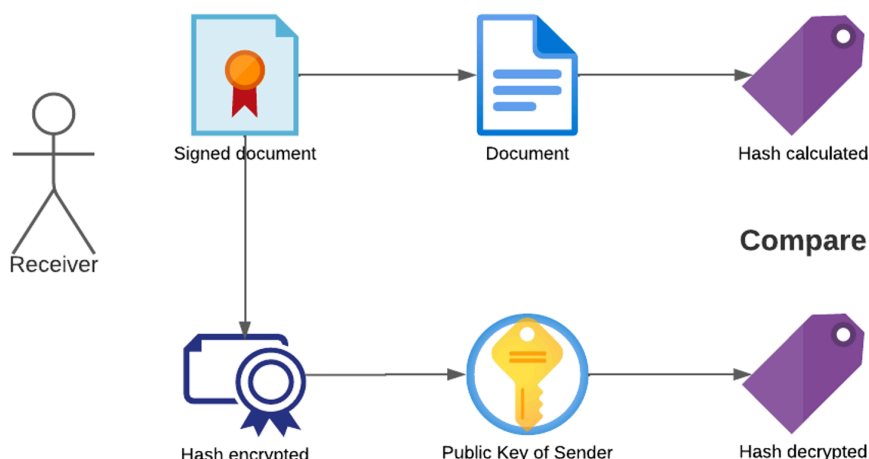 Signed document
Document
Hash calculated
Receiver
Compare
Hash encrypted
Public Key of Sender
Hash decrypted